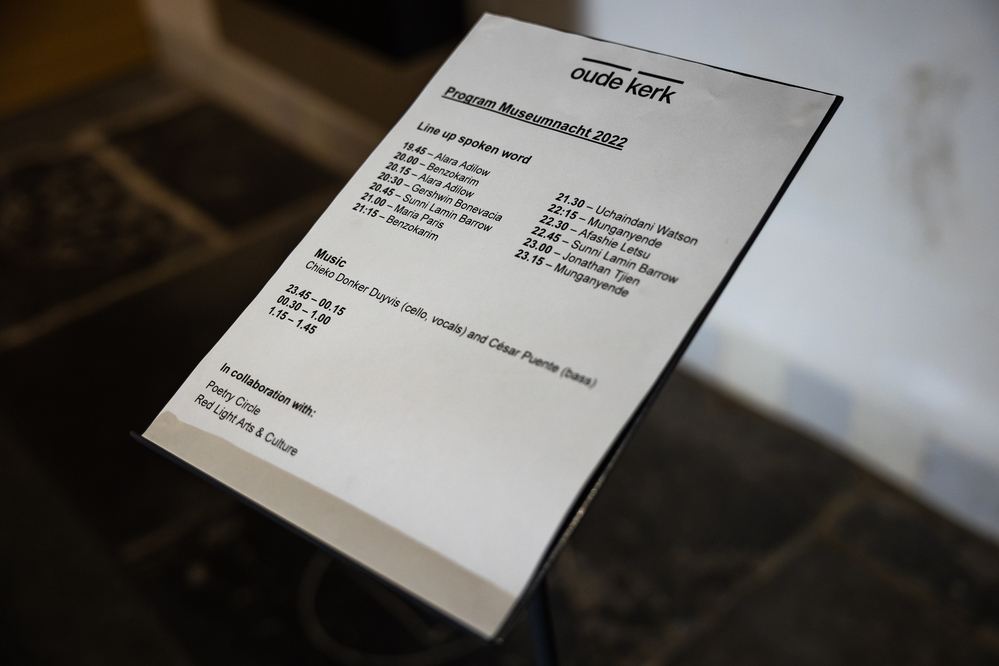 oude kerk
Program Museumnacht 2022
Line up spoken word
19.45 – Alara Adilow
20.00 – Benzokarim
20.15 – Alara Adilow
20:30 – Gershwin Bonevacia
20.45 – Sunni Lamin Barrow
21.00 – Maria Paris
21:15 – Benzokarim
21.30 – Uchaindani Watson
22:15 – Munganyende
22.30 – Afashie Letsu
22.45 – Sunni Lamin Barrow
23.00 – Jonathan Tjien
23.15 – Munganyende
Music
Chieko Donker Duyvis (cello, vocals) and César Puente (bass)
23.45 – 00.15
00.30 – 1.00
1.15 – 1.45
In collaboration with:
Poetry Circle
Red Light Arts & Culture